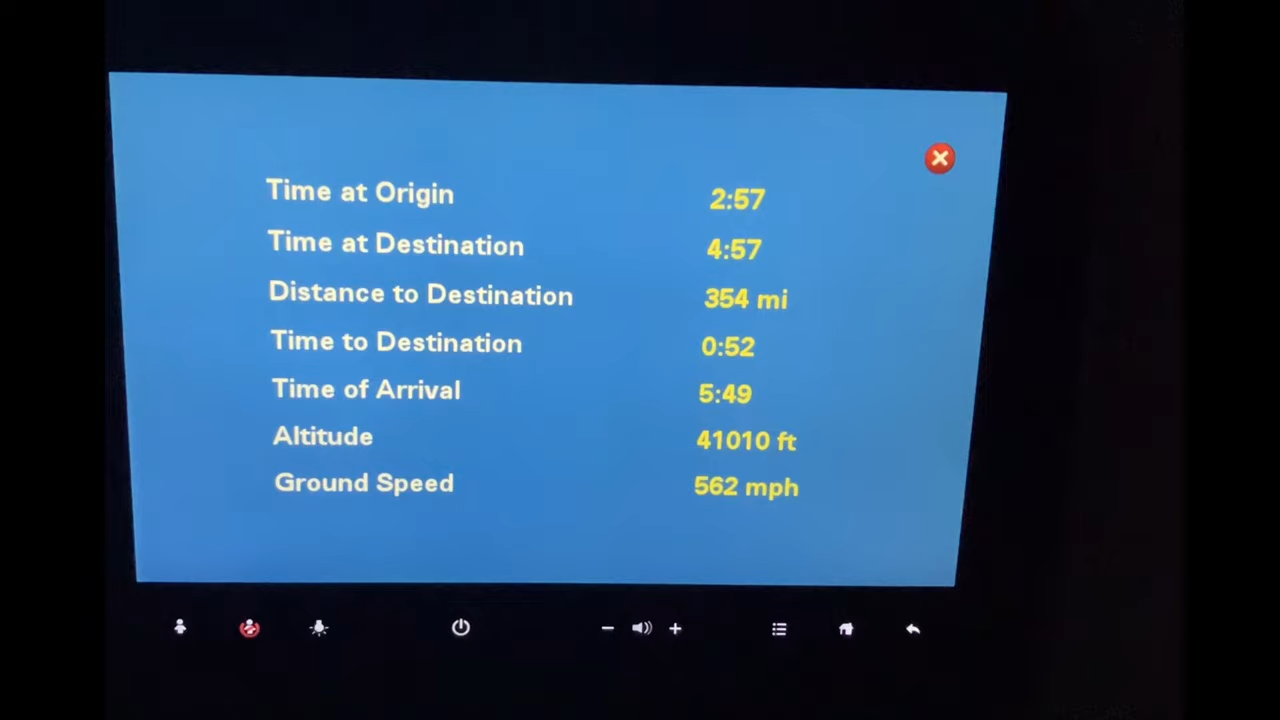 Time at Origin 2:57
Time at Destination 4:57
Distance to Destination 354 mi
Time to Destination 0:52
Time of Arrival 5:49
Altitude 41010 ft
Ground Speed 562 mph